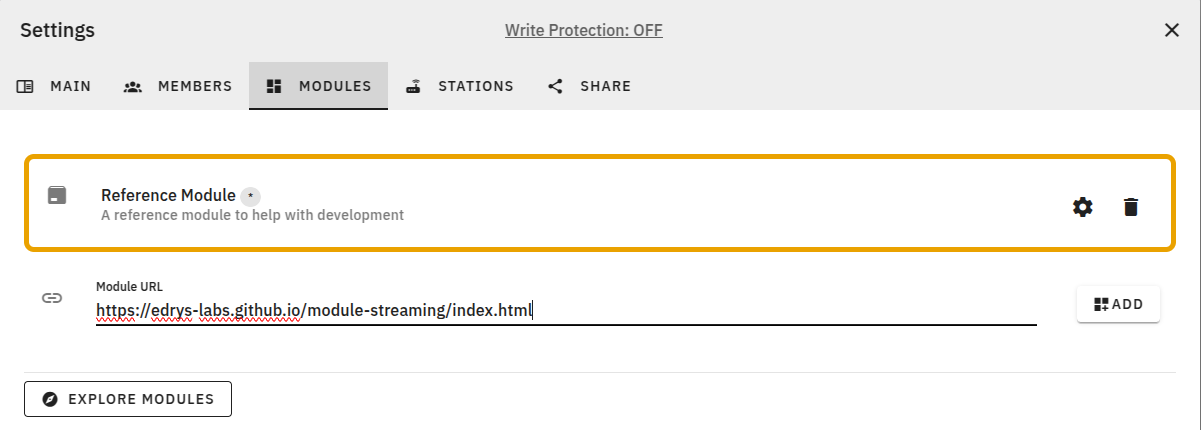 Settings
Write Protection: OFF
MAIN
MEMBERS
MODULES
STATIONS
SHARE
Reference Module *
A reference module to help with development
Module URL
https://edrys-labs.github.io/module-streaming/index.html
ADD
EXPLORE MODULES